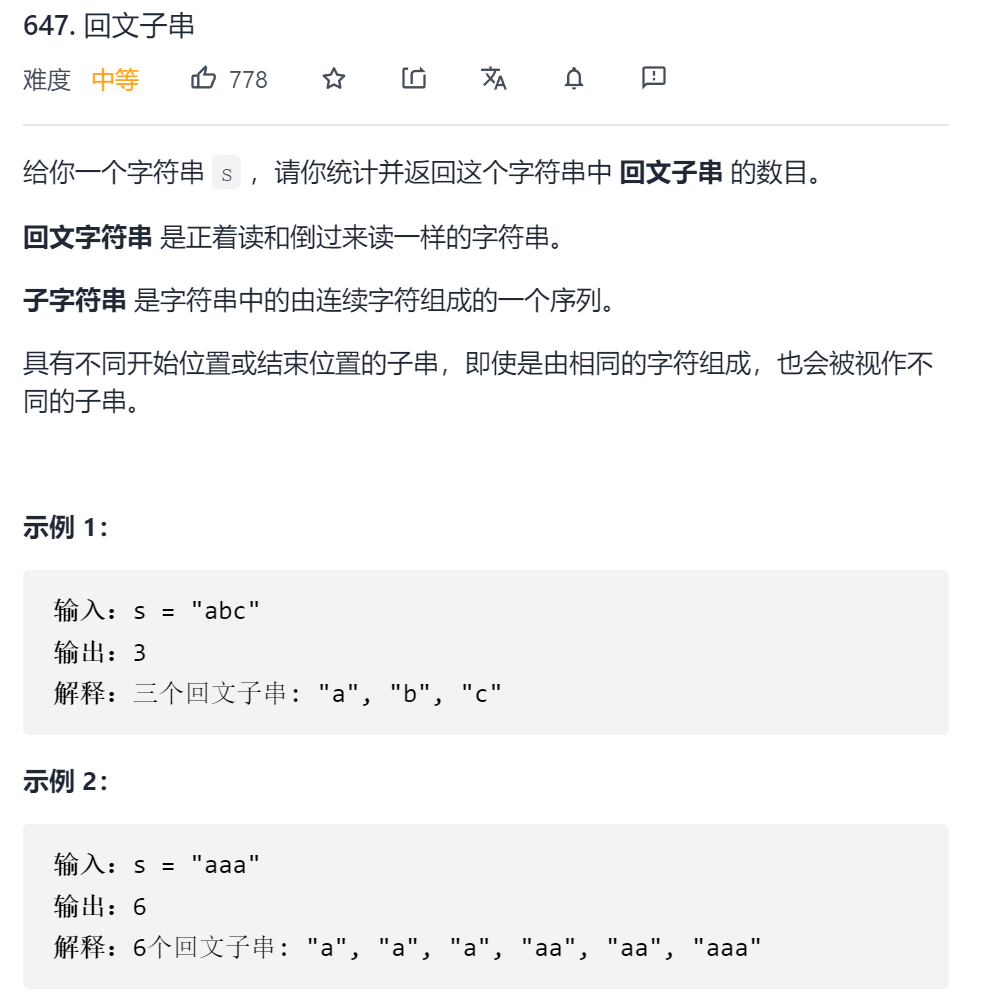 647. 回文子串
难度 中等 778
给你一个字符串 s ，请你统计并返回这个字符串中 回文子串 的数目。
回文字符串 是正着读和倒过来读一样的字符串。
子字符串 是字符串中的由连续字符组成的一个序列。
具有不同开始位置或结束位置的子串，即使是由相同的字符组成，也会被视作不
同的子串。
示例 1：
输入：s = "abc"
输出：3
解释：三个回文子串: "a", "b", "c"
示例 2：
输入：s = "aaa"
输出：6
解释：6个回文子串: "a", "a", "a", "aa", "aa", "aaa"